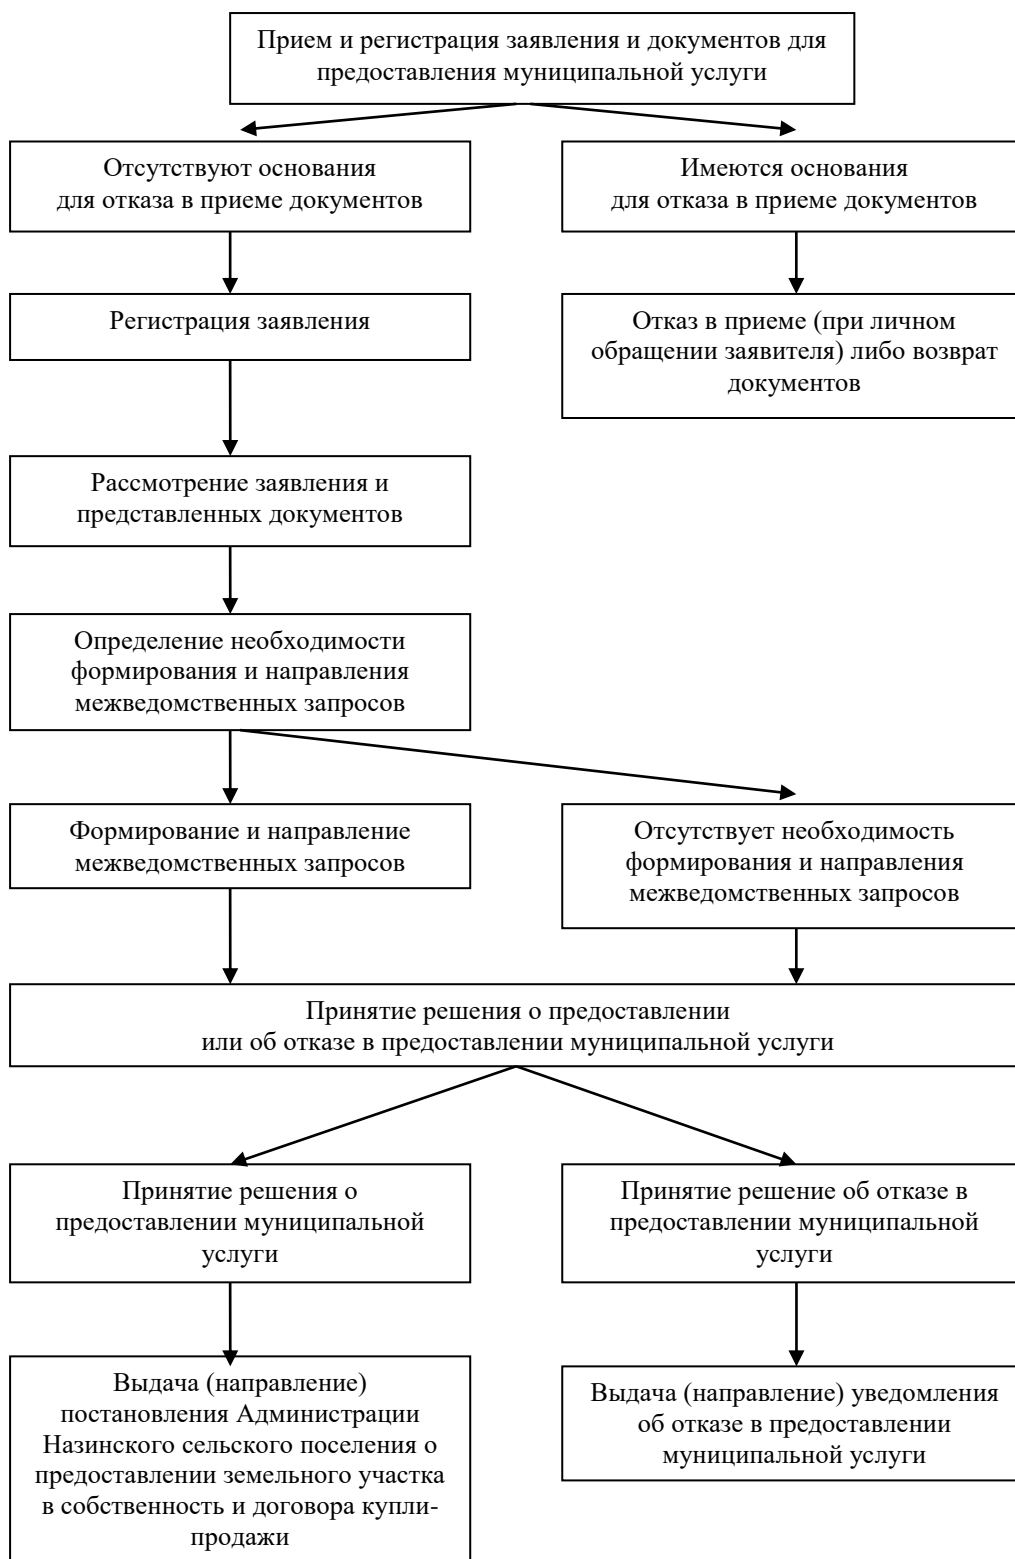 Прием и регистрация заявления и документов для
предоставления муниципальной услуги
Отсутствуют основания
для отказа в приеме документов
Имеются основания
для отказа в приеме документов
Регистрация заявления
Отказ в приеме (при личном
обращении заявителя) либо возврат
документов
Рассмотрение заявления и
представленных документов
Определение необходимости
формирования и направления
межведомственных запросов
Формирование и направление
межведомственных запросов
Отсутствует необходимость
формирования и направления
межведомственных запросов
Принятие решения о предоставлении
или об отказе в предоставлении муниципальной услуги
Принятие решения о
предоставлении муниципальной
услуги
Принятие решение об отказе в
предоставлении муниципальной
услуги
Выдача (направление)
постановления Администрации
Назинского сельского поселения о
предоставлении земельного участка
в собственность и договора купли-
продажи
Выдача (направление) уведомления
об отказе в предоставлении
муниципальной услуги